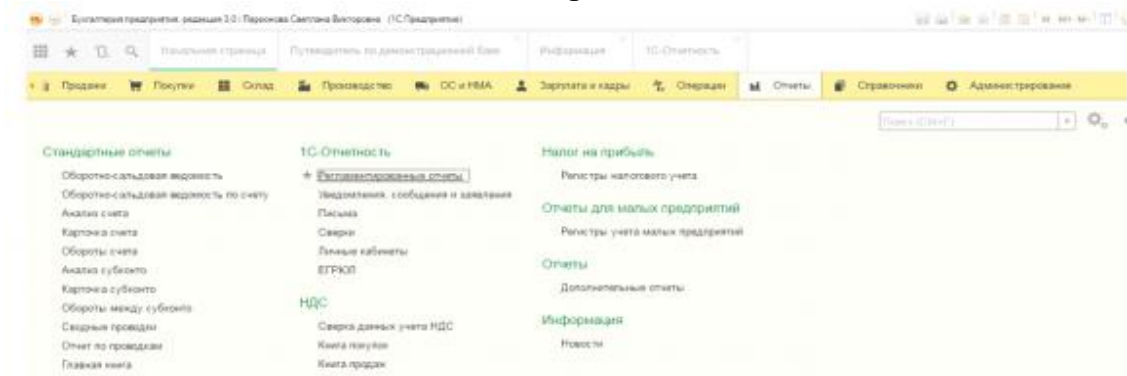 Бухгалтерия предприятия, редакция 3.0 / Перескокова Светлана Викторовна (1С:Предприятие)
Начальная страница Путеводитель по демонстрационной базе Информация 1С-Отчетность
Продажи Покупки Склад Производство ОС и НМА Зарплата и кадры Операции Отчеты Справочники Администрирование
Поиск (Ctrl+F)
Стандартные отчеты
Оборотно-сальдовая ведомость
Оборотно-сальдовая ведомость по счету
Анализ счета
Карточка счета
Обороты счета
Анализ субконто
Карточка субконто
Обороты между субконто
Сводные проводки
Отчет по проводкам
Главная книга
1С-Отчетность
Регламентированные отчеты
Уведомления, сообщения и заявления
Письма
Сверки
Личные кабинеты
ЕГРЮЛ
НДС
Сверка данных учета НДС
Книга покупок
Книга продаж
Налог на прибыль
Регистры налогового учета
Отчеты для малых предприятий
Регистры учета малых предприятий
Отчеты
Дополнительные отчеты
Информация
Новости